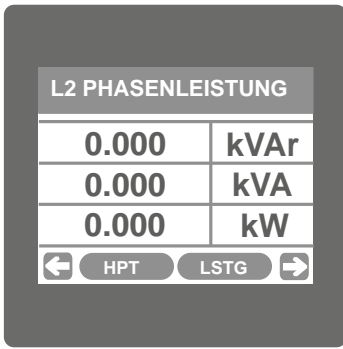 L2 PHASENLEISTUNG
0.000 kVAr
0.000 kVA
0.000 kW
HPT LSTG